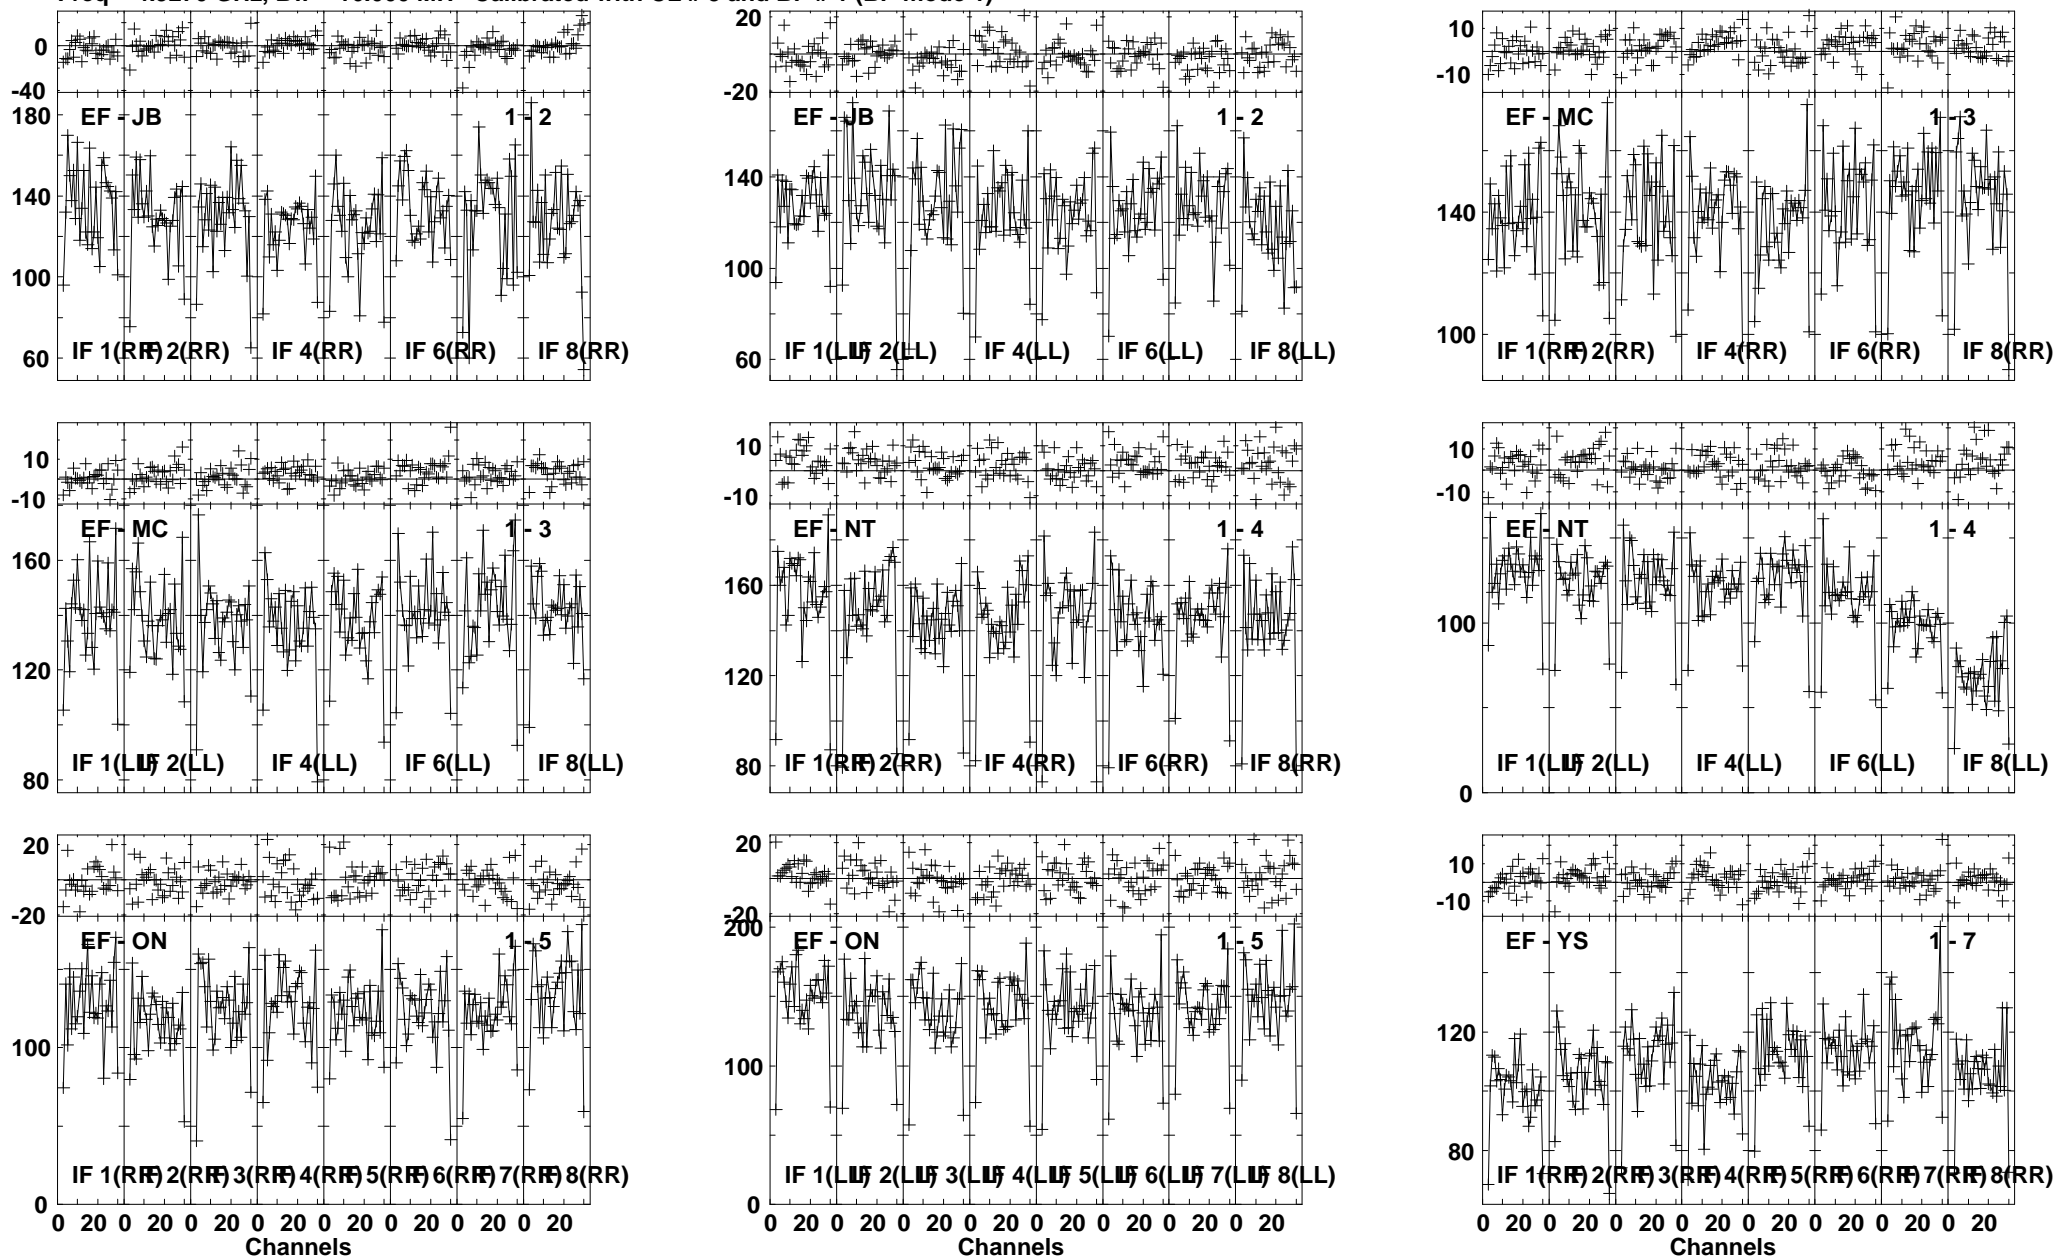 0
-40
180
140
100
60
EF - JB
1 - 2
IF 1(RR)
IF 2(RR)
IF 4(RR)
IF 6(RR)
IF 8(RR)
20
-20
140
100
60
EF - JB
1 - 2
IF 1(LL)
IF 2(LL)
IF 4(LL)
IF 6(LL)
IF 8(LL)
10
-10
140
100
EF - MC
1 - 3
IF 1(RR)
IF 2(RR)
IF 4(RR)
IF 6(RR)
IF 8(RR)
10
-10
160
120
80
EF - MC
1 - 3
IF 1(LL)
IF 2(LL)
IF 4(LL)
IF 6(LL)
IF 8(LL)
10
-10
160
120
80
EF - NT
1 - 4
IF 1(RR)
IF 2(RR)
IF 4(RR)
IF 6(RR)
IF 8(RR)
10
-10
100
0
EF - NT
1 - 4
IF 1(LL)
IF 2(LL)
IF 4(LL)
IF 6(LL)
IF 8(LL)
20
0
-20
100
0
EF - ON
1 - 5
IF 1(RR)
IF 2(RR)
IF 3(RR)
IF 4(RR)
IF 5(RR)
IF 6(RR)
IF 7(RR)
IF 8(RR)
0 20 0 20 0 20 0 20 0 20 0 20 0 20 0 20
Channels
20
-20
200
100
0
EF - ON
1 - 5
IF 1(LL)
IF 2(LL)
IF 3(LL)
IF 4(LL)
IF 5(LL)
IF 6(LL)
IF 7(LL)
IF 8(LL)
0 20 0 20 0 20 0 20 0 20 0 20 0 20 0 20
Channels
10
-10
120
80
EF - YS
1 - 7
IF 1(RR)
IF 2(RR)
IF 3(RR)
IF 4(RR)
IF 5(RR)
IF 6(RR)
IF 7(RR)
IF 8(RR)
0 20 0 20 0 20 0 20 0 20 0 20 0 20 0 20
Channels